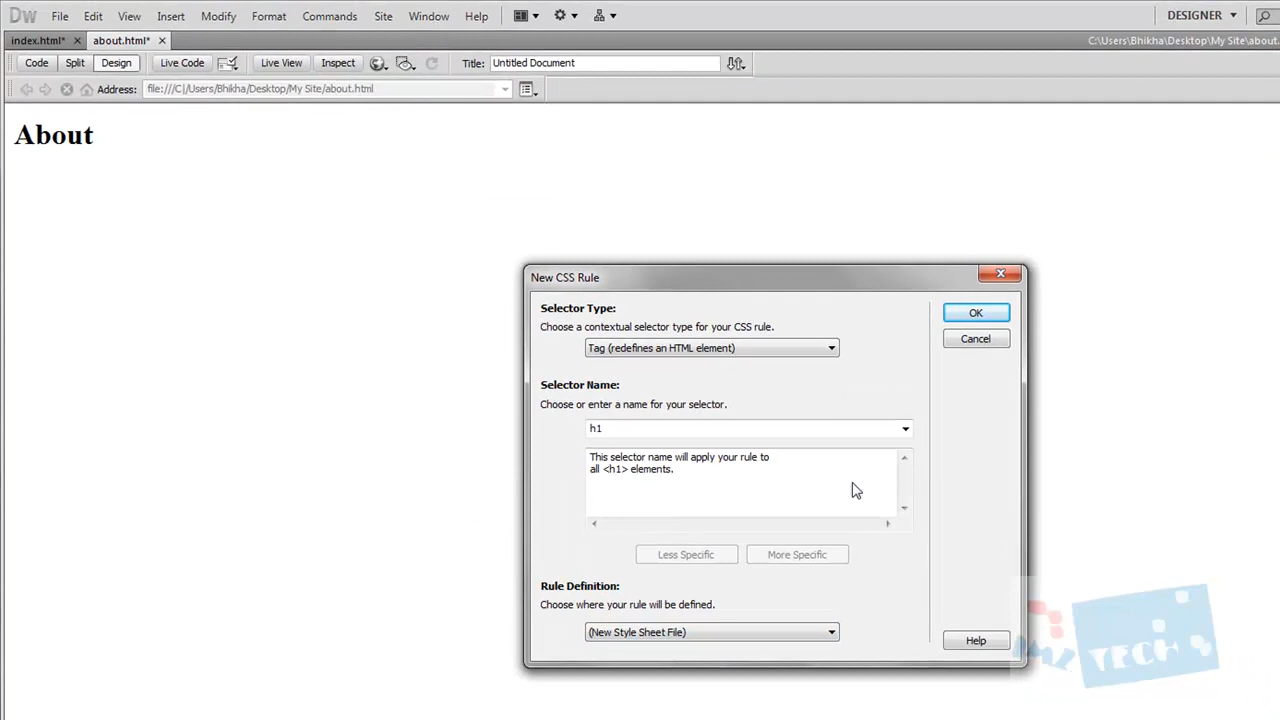 Dw File Edit View Insert Modify Format Commands Site Window Help DESIGNER
index.html* about.html* C:\Users\Bhikha\Desktop\My Site\about.
Code Split Design Live Code Live View Inspect Title: Untitled Document
Address: file:///C|/Users/Bhikha/Desktop/My Site/about.html
About
New CSS Rule
Selector Type:
OK
Choose a contextual selector type for your CSS rule.
Cancel
Tag (redefines an HTML element)
Selector Name:
Choose or enter a name for your selector.
h1
This selector name will apply your rule to
all <h1> elements.
Less Specific More Specific
Rule Definition:
Choose where your rule will be defined.
(New Style Sheet File)
Help
TECH